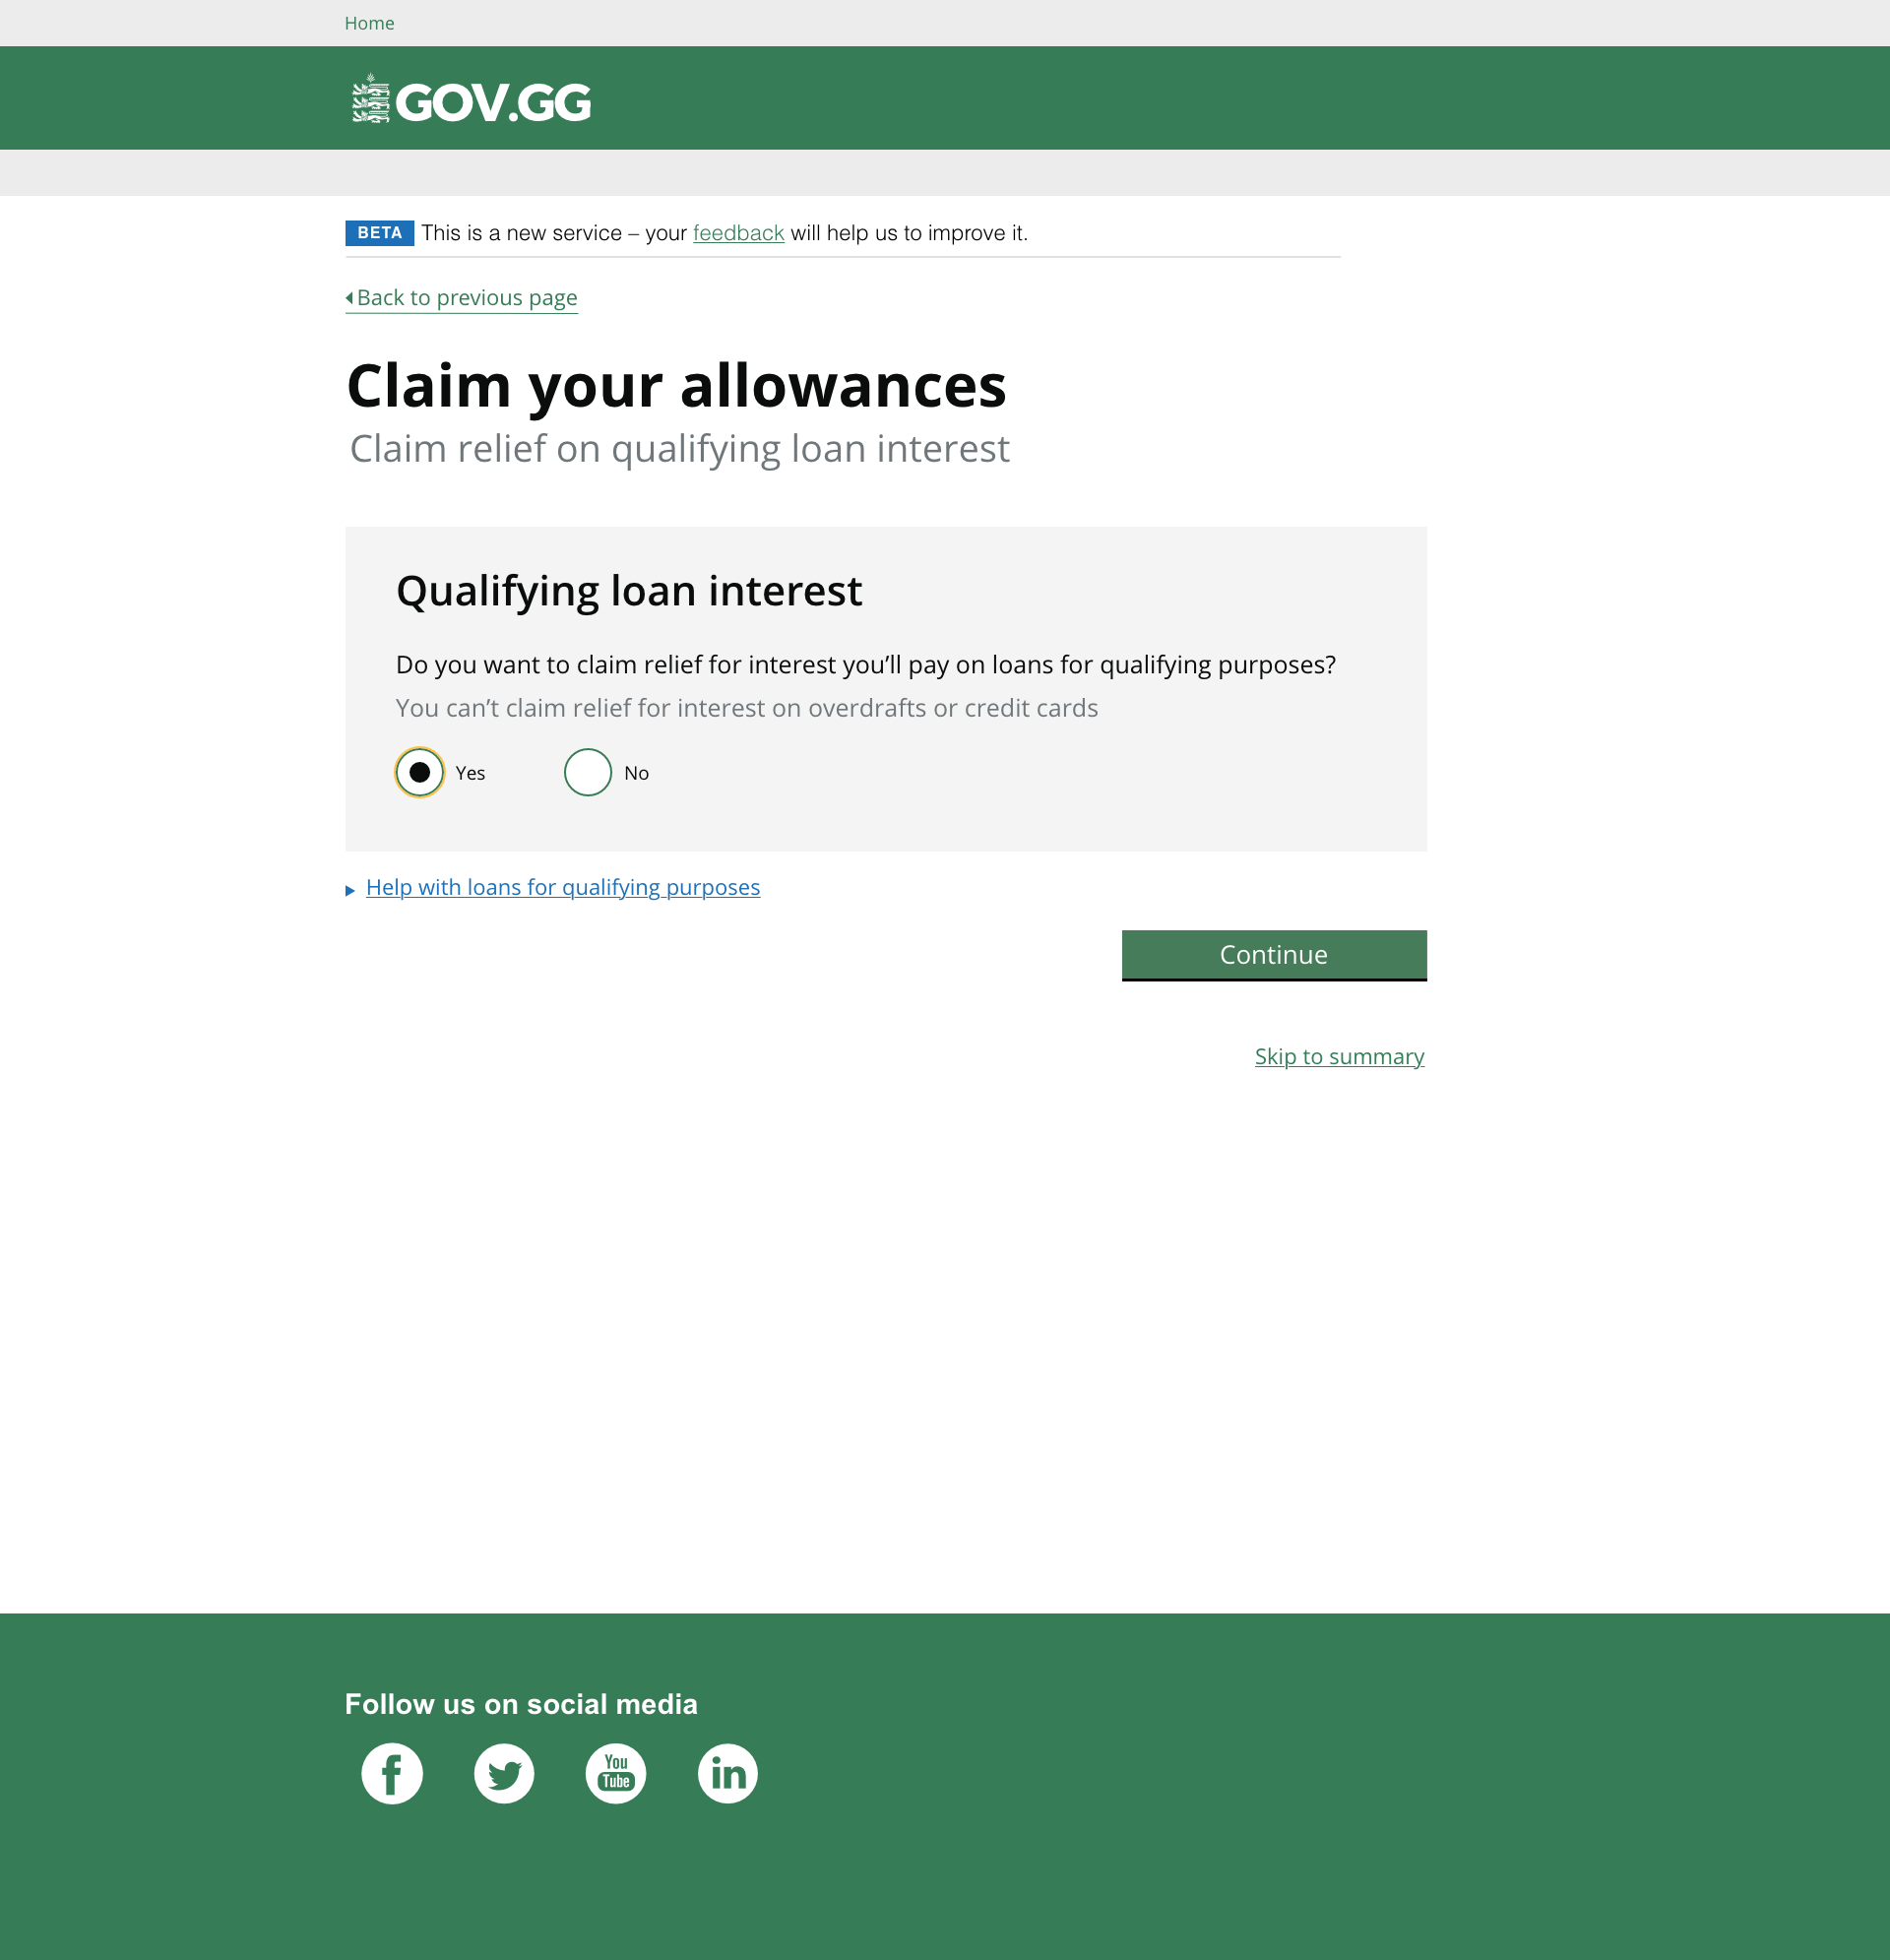 Home
GOV.GG
BETA This is a new service – your feedback will help us to improve it.
Back to previous page
Claim your allowances
Claim relief on qualifying loan interest
Qualifying loan interest
Do you want to claim relief for interest you’ll pay on loans for qualifying purposes?
You can’t claim relief for interest on overdrafts or credit cards
Yes No
Help with loans for qualifying purposes
Continue
Skip to summary
Follow us on social media
f You Tube in